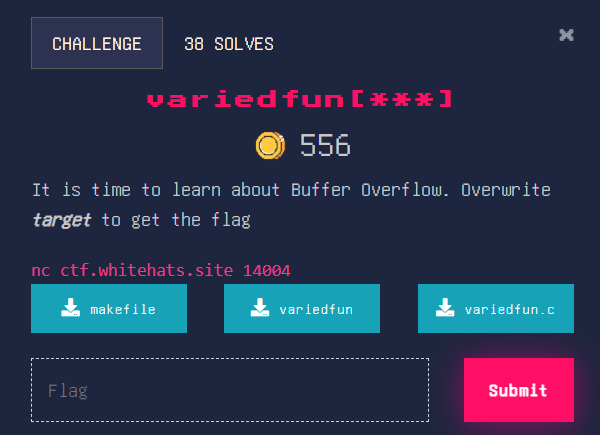 CHALLENGE
38 SOLVES
variedfun[***]
556
It is time to learn about Buffer Overflow. Overwrite
target to get the flag
nc ctf.whitehats.site 14004
makefile
variedfun
variedfun.c
Flag
Submit